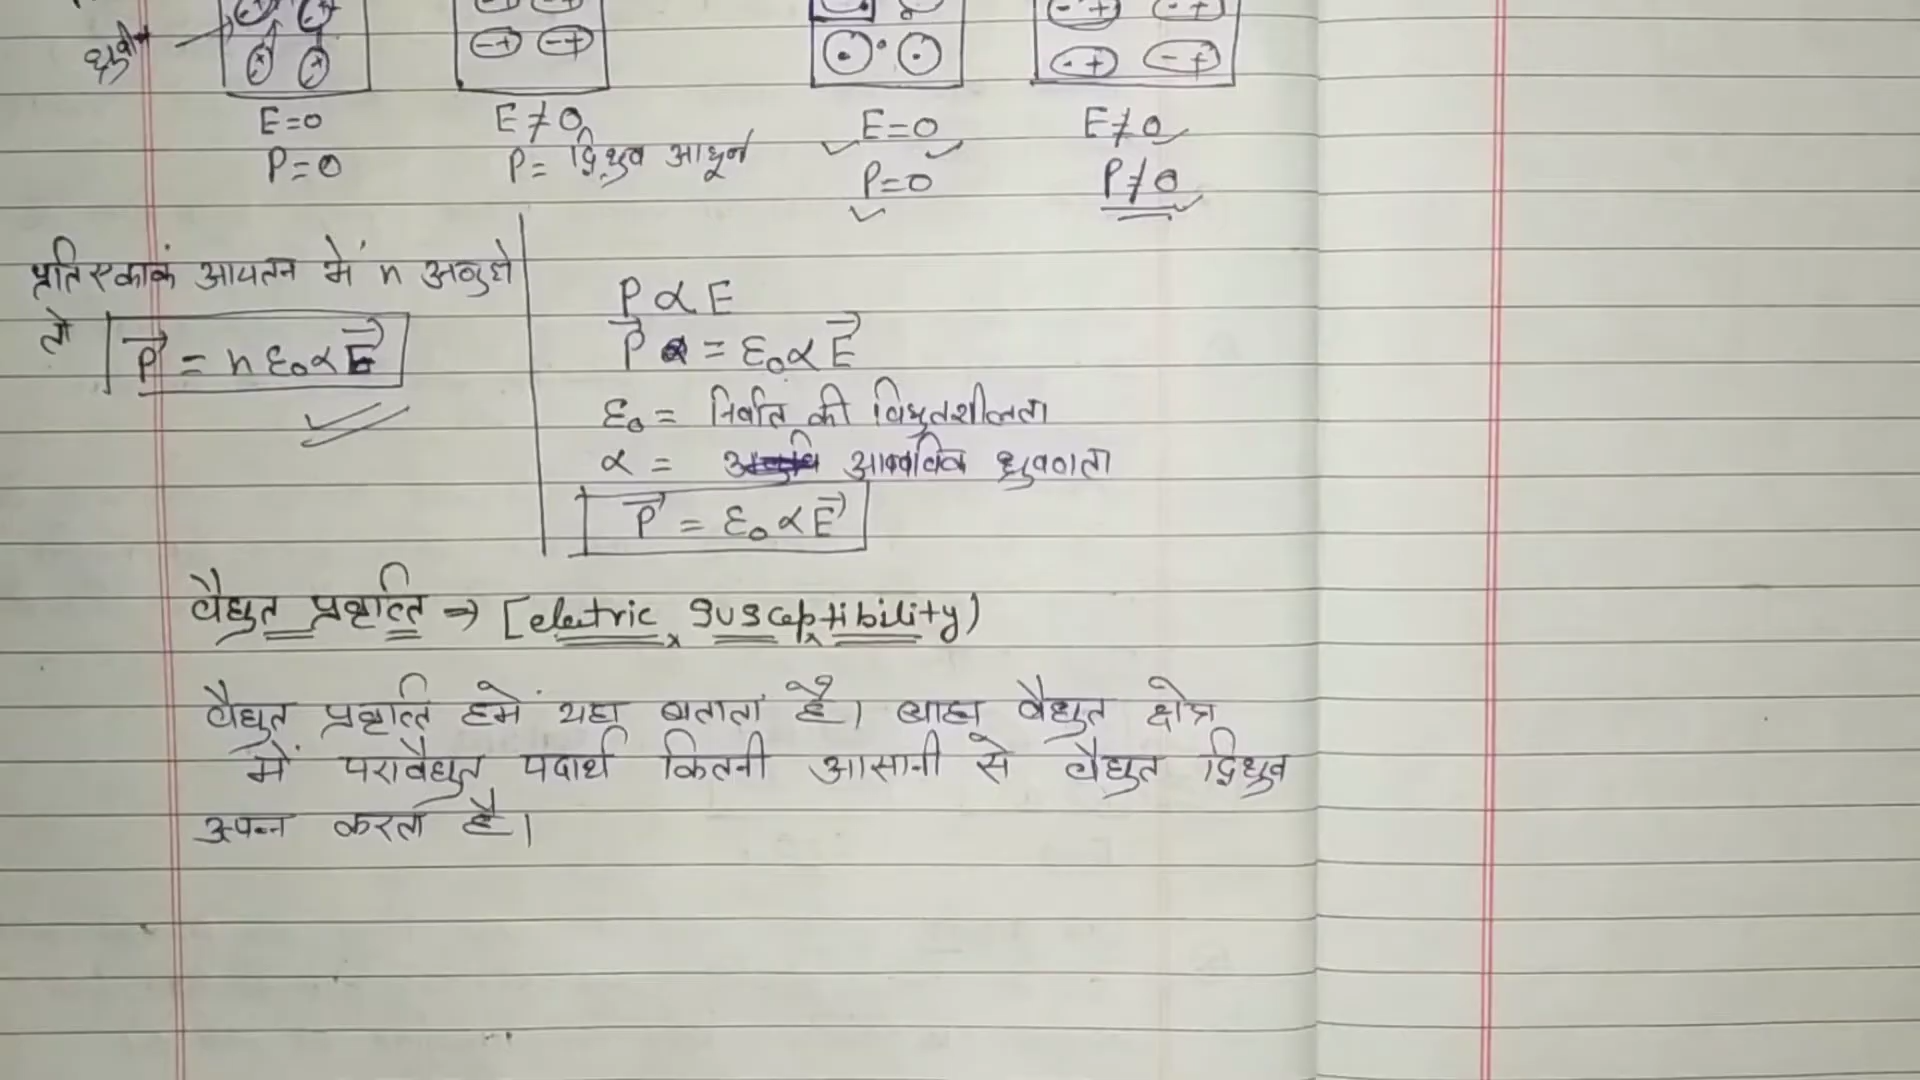 ध्रुवी
E=0
P=0
E≠0
P= द्विध्रुव आघूर्ण
E=0
P=0
E≠0
P≠0
प्रति एकांक आयतन में n अणु हो
तो P⃗ = nε₀αE⃗
P α E
P⃗ = ε₀αE⃗
ε₀ = निर्वात की विधुतशीलता
α = आण्विक ध्रुवणता
P⃗ = ε₀αE⃗
वैधुत प्रवृत्ति → [electric susceptibility)
वैधुत प्रवृत्ति हमें यहा बताता है। बाह्य वैधुत क्षेत्र
में परावैधुत पदार्थ कितनी आसानी से वैधुत द्विध्रुव
उत्पन्न करता है।